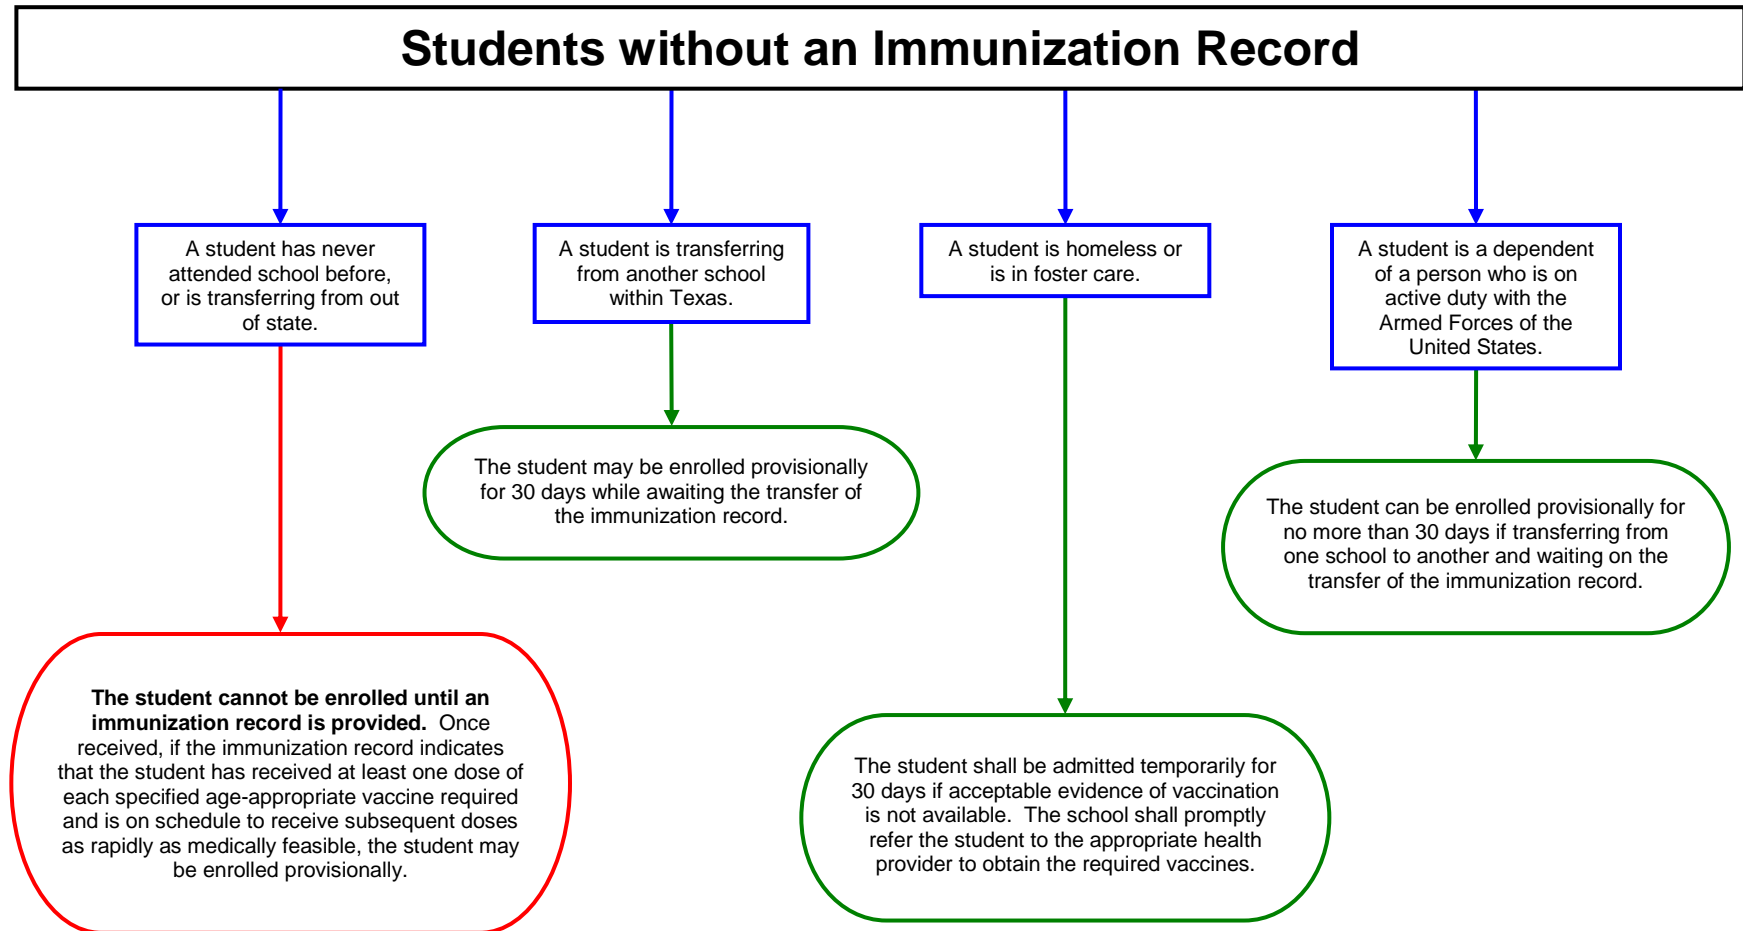 Students without an Immunization Record
A student has never
attended school before,
or is transferring from out
of state.
A student is transferring
from another school
within Texas.
A student is homeless or
is in foster care.
A student is a dependent
of a person who is on
active duty with the
Armed Forces of the
United States.
The student may be enrolled provisionally
for 30 days while awaiting the transfer of
the immunization record.
The student can be enrolled provisionally for
no more than 30 days if transferring from
one school to another and waiting on the
transfer of the immunization record.
The student cannot be enrolled until an
immunization record is provided.  Once
received, if the immunization record indicates
that the student has received at least one dose of
each specified age-appropriate vaccine required
and is on schedule to receive subsequent doses
as rapidly as medically feasible, the student may
be enrolled provisionally.
The student shall be admitted temporarily for
30 days if acceptable evidence of vaccination
is not available.  The school shall promptly
refer the student to the appropriate health
provider to obtain the required vaccines.